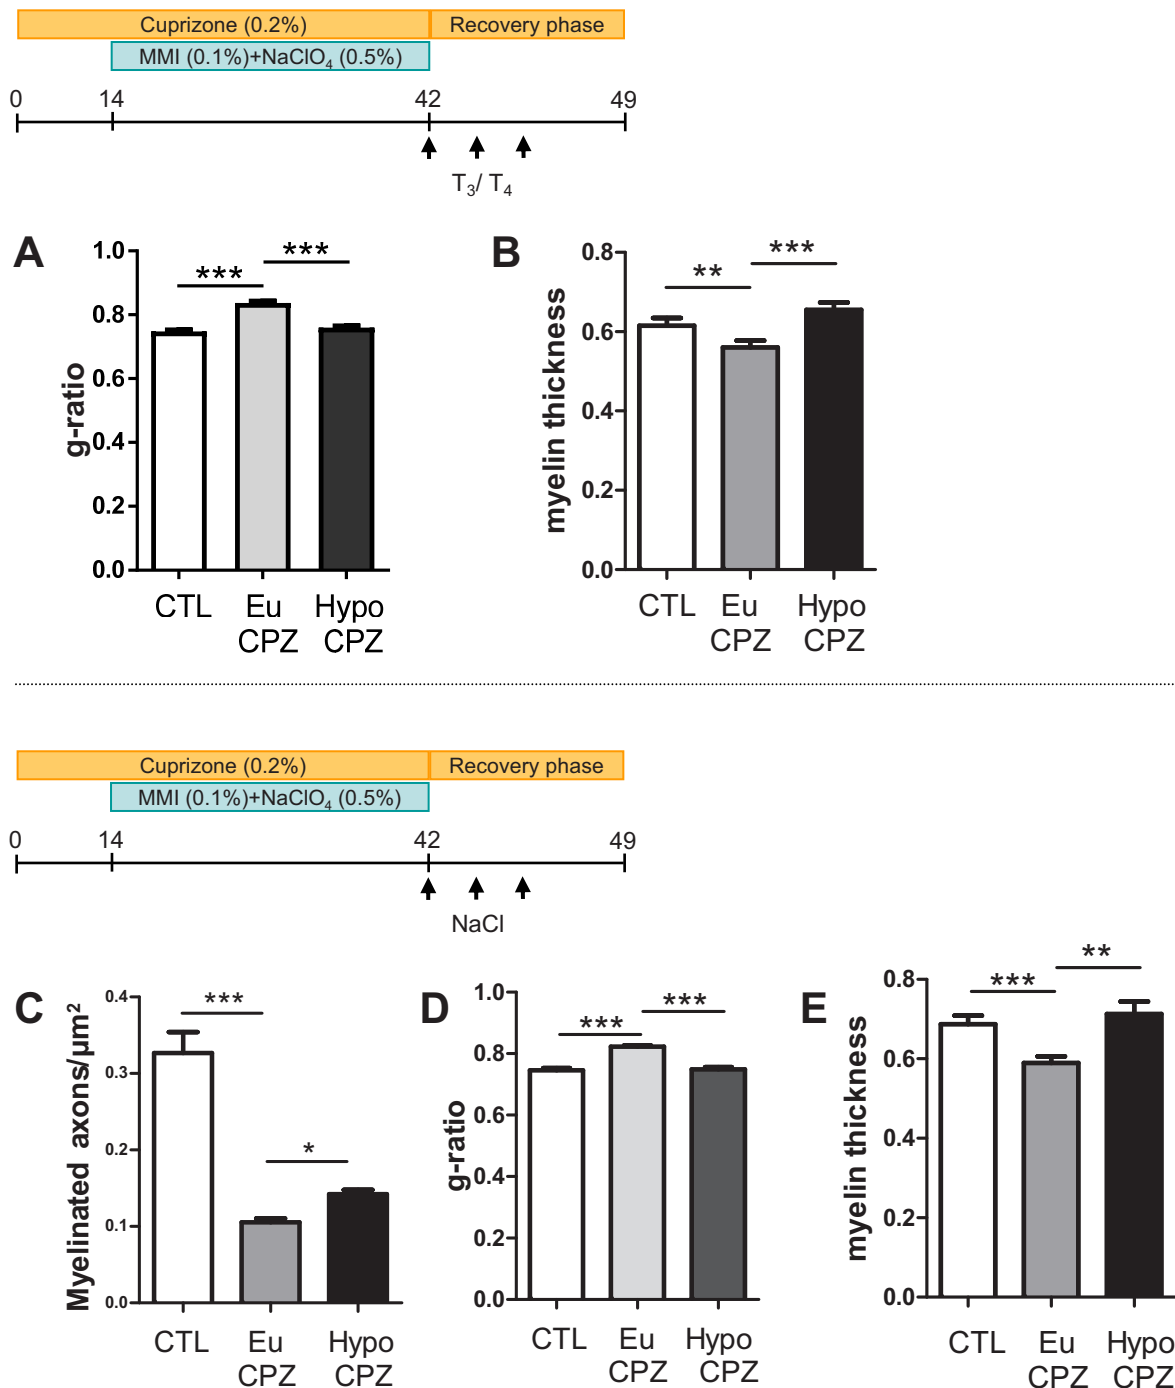 Cuprizone (0.2%) Recovery phase
MMI (0.1%)+NaClO4 (0.5%)
0 14 42 49
T3/ T4
A
g-ratio
1.0
0.8
0.6
0.4
0.2
0.0
*** ***
CTL Eu CPZ Hypo CPZ
B
myelin thickness
0.8
0.6
0.4
0.2
0.0
** ***
CTL Eu CPZ Hypo CPZ
Cuprizone (0.2%) Recovery phase
MMI (0.1%)+NaClO4 (0.5%)
0 14 42 49
NaCl
C
Myelinated axons/µm²
0.4
0.3
0.2
0.1
0.0
*** *
CTL Eu CPZ Hypo CPZ
D
g-ratio
1.0
0.8
0.6
0.4
0.2
0.0
*** ***
CTL Eu CPZ Hypo CPZ
E
myelin thickness
0.8
0.6
0.4
0.2
0.0
*** **
CTL Eu CPZ Hypo CPZ